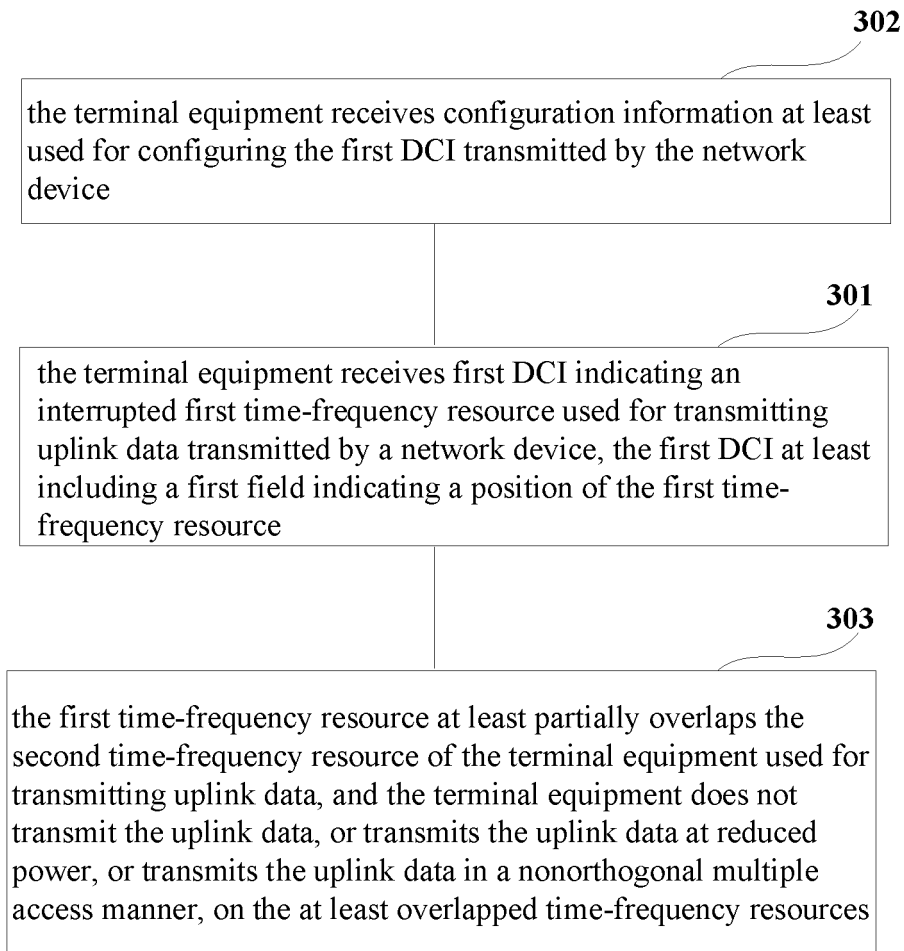 302
the terminal equipment receives configuration information at least
used for configuring the first DCI transmitted by the network
device
301
the terminal equipment receives first DCI indicating an
interrupted first time-frequency resource used for transmitting
uplink data transmitted by a network device, the first DCI at least
including a first field indicating a position of the first time-
frequency resource
303
the first time-frequency resource at least partially overlaps the
second time-frequency resource of the terminal equipment used for
transmitting uplink data, and the terminal equipment does not
transmit the uplink data, or transmits the uplink data at reduced
power, or transmits the uplink data in a nonorthogonal multiple
access manner, on the at least overlapped time-frequency resources